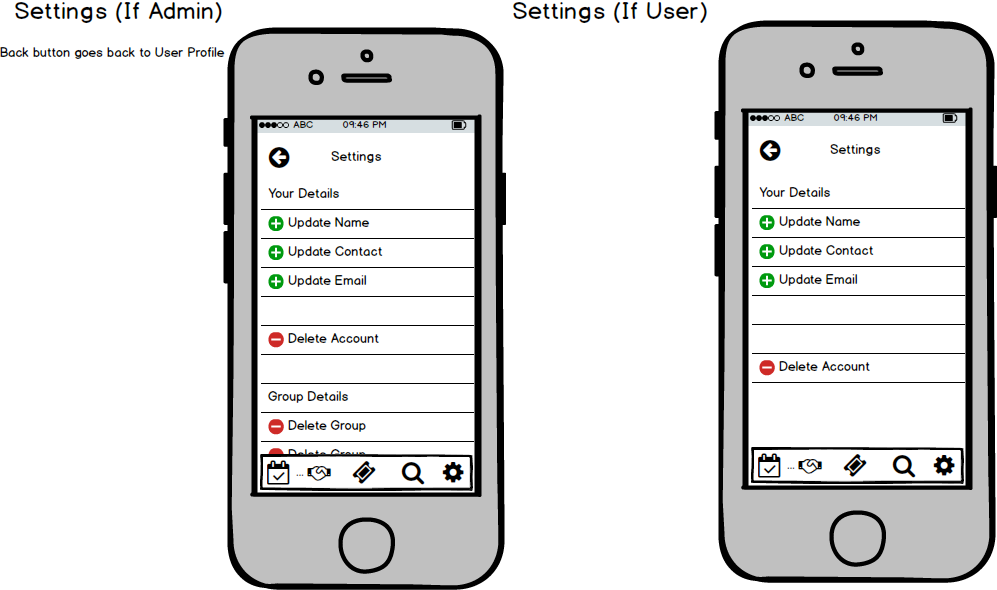 Settings (If Admin)
Back button goes back to User Profile
ABC 09:46 PM
Settings
Your Details
Update Name
Update Contact
Update Email
Delete Account
Group Details
Delete Group
Delete Group
...
Settings (If User)
ABC 09:46 PM
Settings
Your Details
Update Name
Update Contact
Update Email
Delete Account
...